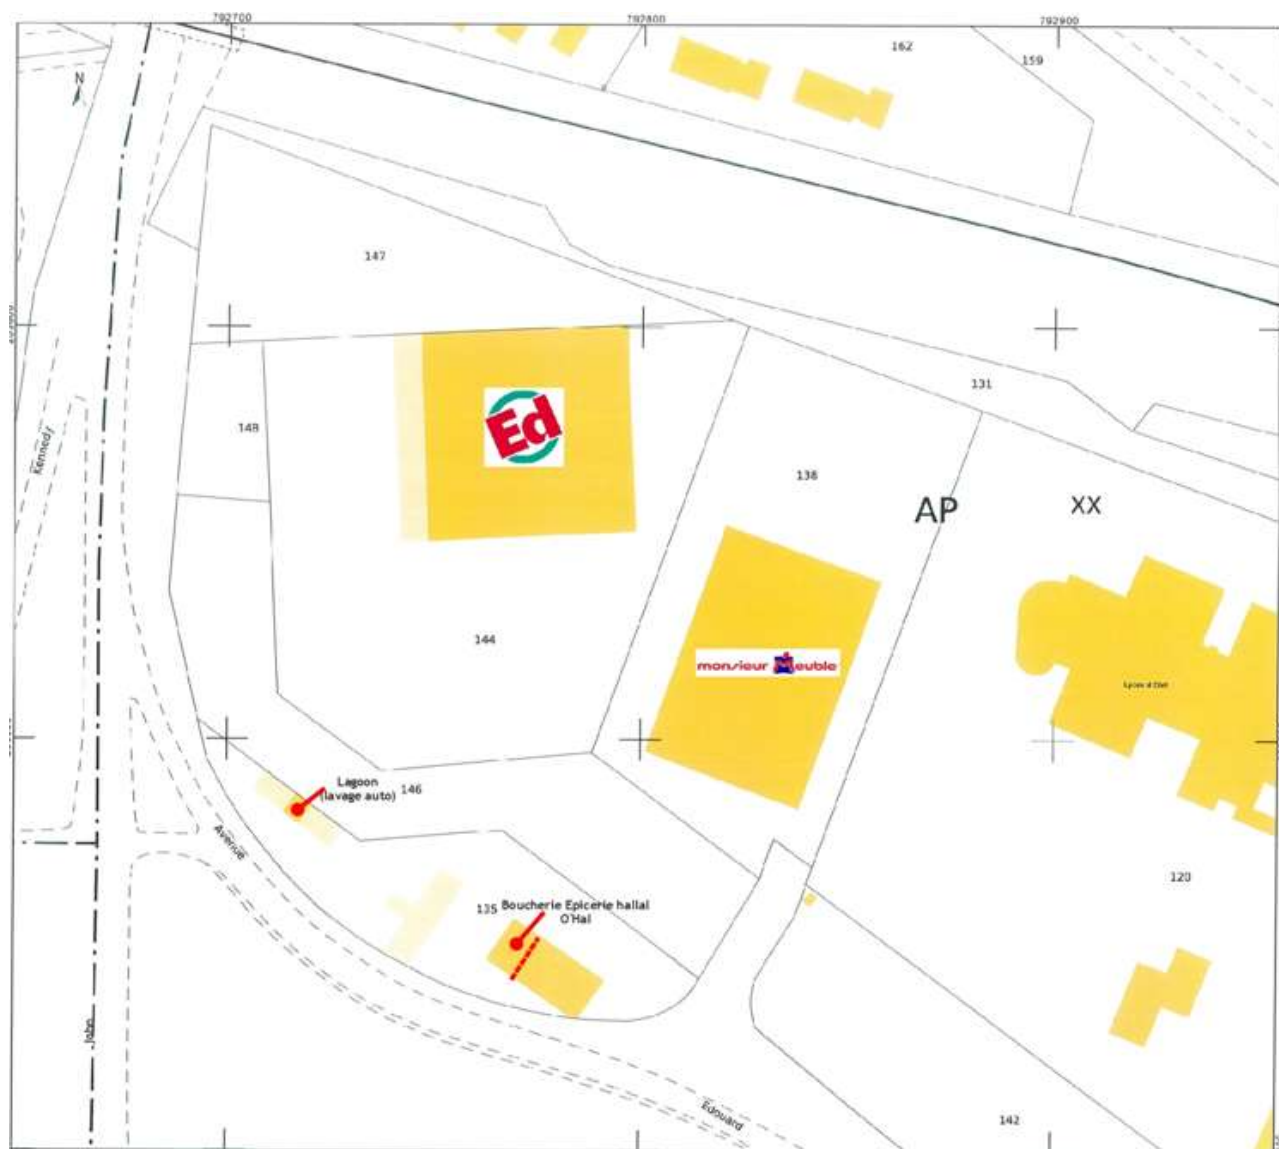 792700
792800
792900
162
159
N
147
131
Ed
148
Kennedy
138
AP
XX
144
monsieur Meuble
Lagoon
(lavage auto)
146
Avenue
120
135
Boucherie Epicerie hallal
O'Hal
John
Edouard
142